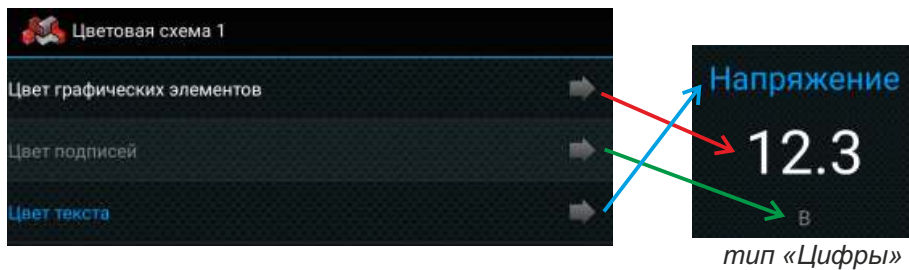 Цветовая схема 1
Цвет графических элементов
Цвет подписей
Цвет текста
Напряжение
12.3
В
тип «Цифры»